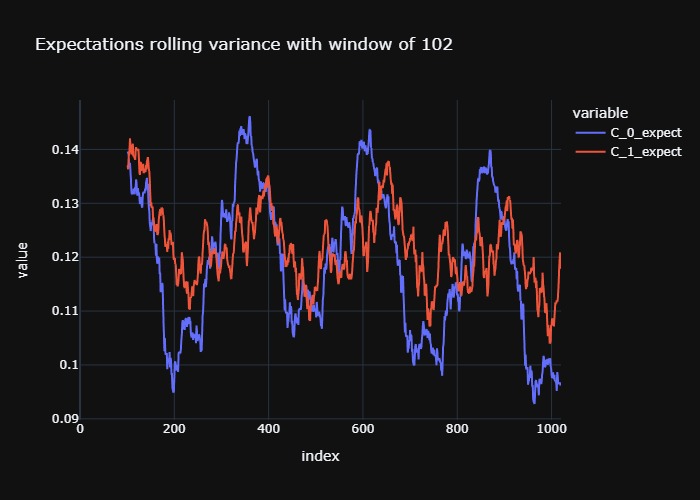 Expectations rolling variance with window of 102
variable
C_0_expect
C_1_expect
0.14
0.13
0.12
0.11
0.1
0.09
value
0 200 400 600 800 1000
index